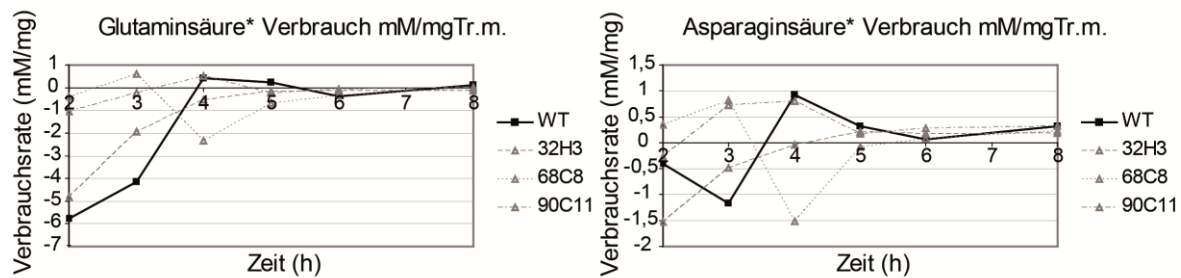 Glutaminsäure* Verbrauch mM/mgTr.m.
Verbrauchsrate (mM/mg)
1
0
-1
-2
-3
-4
-5
-6
-7
2 3 4 5 6 7 8
Zeit (h)
WT
32H3
68C8
90C11
Asparaginsäure* Verbrauch mM/mgTr.m.
Verbrauchsrate (mM/mg)
1,5
1
0,5
0
-0,5
-1
-1,5
-2
2 3 4 5 6 7 8
Zeit (h)
WT
32H3
68C8
90C11